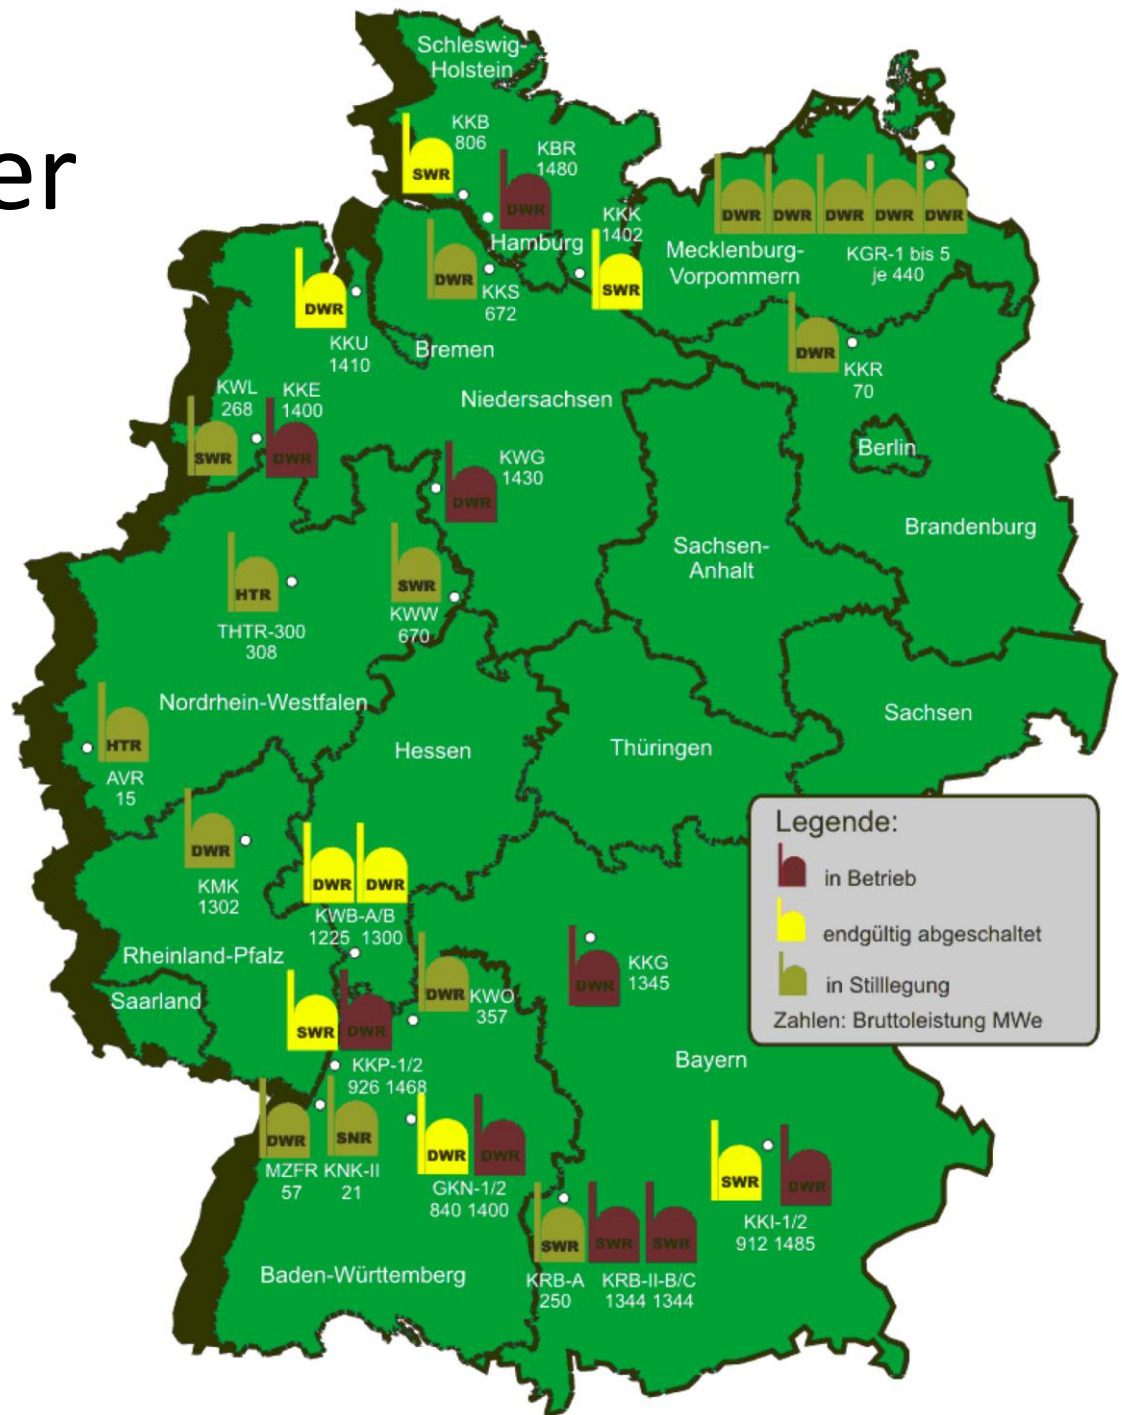 er
Schleswig-
Holstein
KKB
806
SWR
KBR
1480
DWR
KKK
1402
SWR
Hamburg
Mecklenburg-
Vorpommern
DWR DWR DWR DWR DWR
KGR-1 bis 5
je 440
DWR
KKS
672
DWR
KKU
1410
Bremen
DWR
KKR
70
Niedersachsen
KWL
268
SWR
KKE
1400
DWR
KWG
1430
DWR
Berlin
Brandenburg
Sachsen-
Anhalt
HTR
THTR-300
308
SWR
KWW
670
Nordrhein-Westfalen
HTR
AVR
15
Hessen
Thüringen
Sachsen
DWR
KMK
1302
DWR DWR
KWB-A/B
1225 1300
Rheinland-Pfalz
Saarland
DWR
KWO
357
DWR
KKG
1345
SWR DWR
KKP-1/2
926 1468
Bayern
DWR SNR
MZFR KNK-II
57 21
DWR DWR
GKN-1/2
840 1400
SWR DWR
KKI-1/2
912 1485
SWR SWR SWR
KRB-A KRB-II-B/C
250 1344 1344
Baden-Württemberg
Legende:
in Betrieb
endgültig abgeschaltet
in Stilllegung
Zahlen: Bruttoleistung MWe